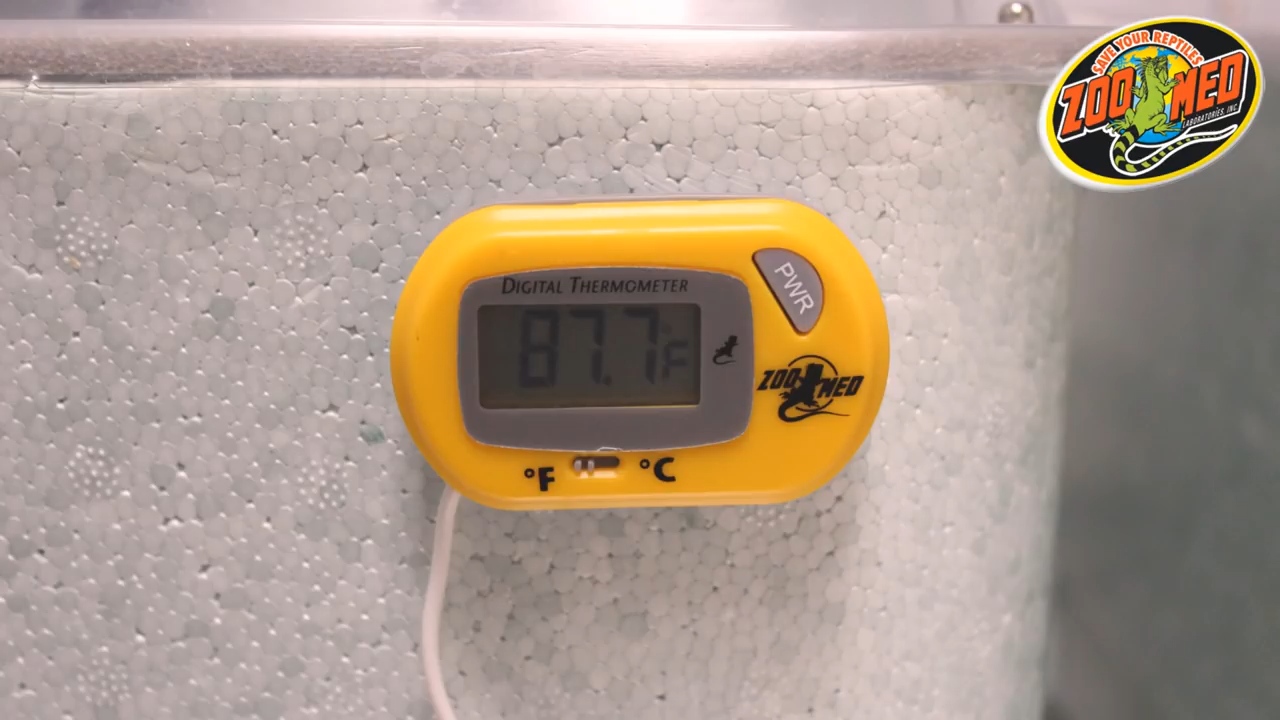 SAVE YOUR REPTILES
ZOO MED
LABORATORIES, INC.
DIGITAL THERMOMETER
PWR
87.7F
ZOO MED
°F °C